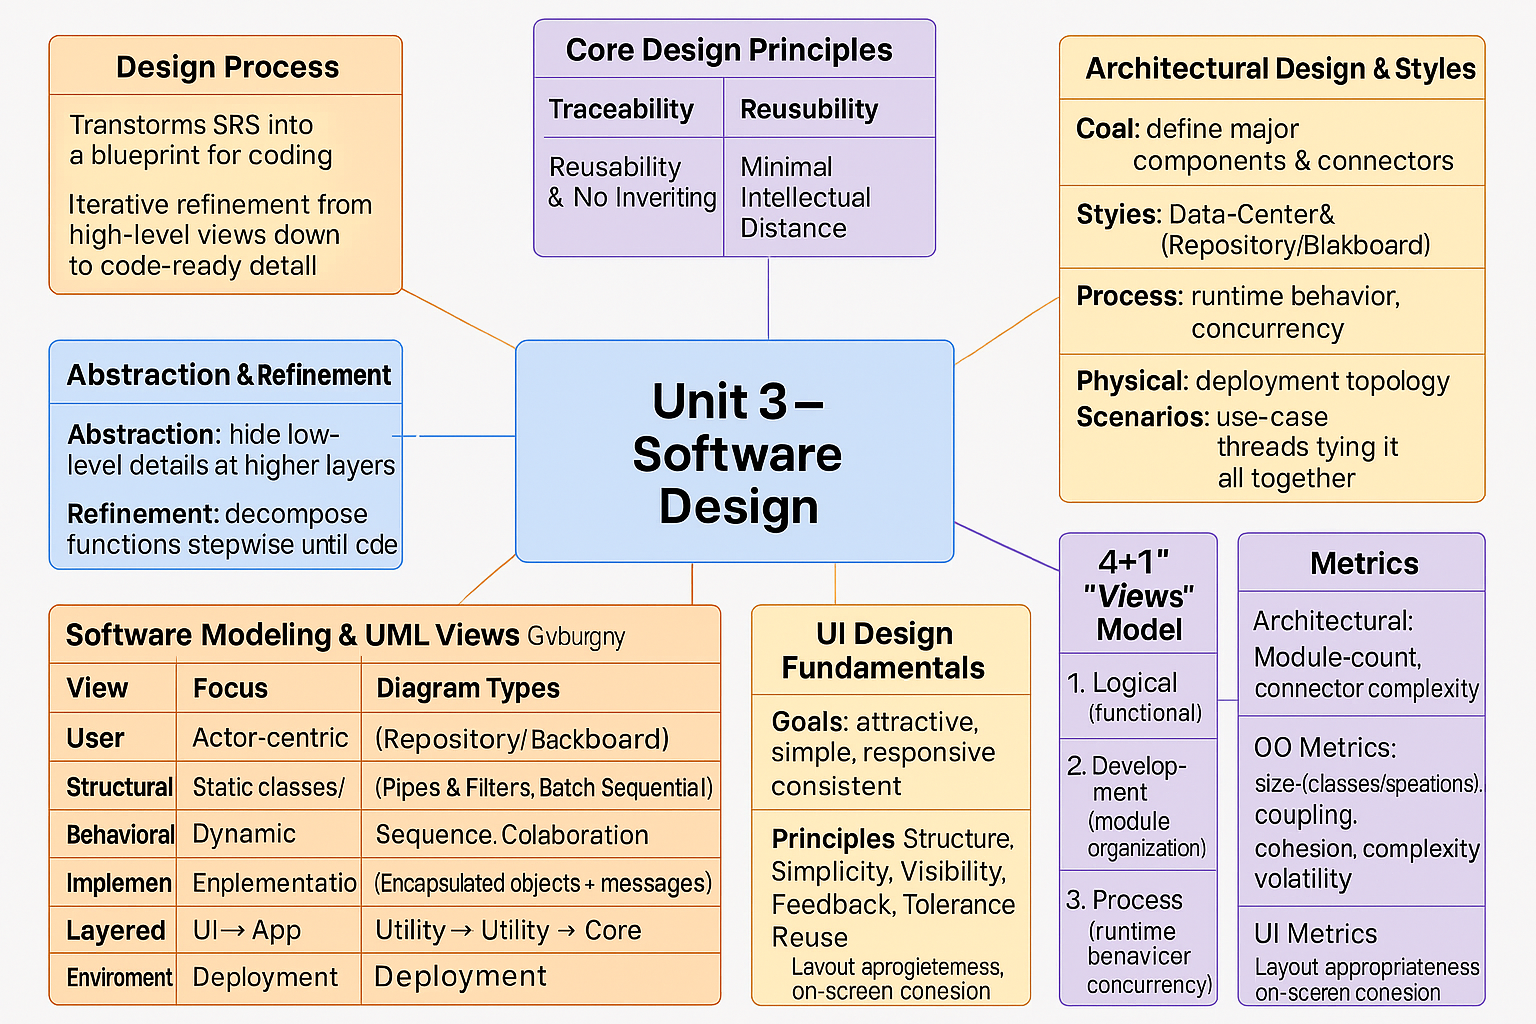 Design Process
Transtorms SRS into
a blueprint for coding
Iterative refinement from
high-level views down
to code-ready detall
Core Design Principles
Traceability
Reusubility
Reusability
& No Inveriting
Minimal
Intellectual
Distance
Architectural Design & Styles
Coal: define major
components & connectors
Styies: Data-Center&
(Repository/Blakboard)
Process: runtime behavior,
concurrency
Physical: deployment topology
Scenarios: use-case
threads tying it
all together
Abstraction & Refinement
Abstraction: hide low-
level details at higher layers
Refinement: decompose
functions stepwise until cde
Unit 3–
Software
Design
Software Modeling & UML Views Gvburgny
View Focus Diagram Types
User Actor-centric (Repository/Backboard)
Structural Static classes/ (Pipes & Filters, Batch Sequential)
Behavioral Dynamic Sequence. Colaboration
Implemen Enplementatio (Encapsulated objects + messages)
Layered UI→ App Utility→ Utility → Core
Enviroment Deployment Deployment
UI Design
Fundamentals
Goals: attractive,
simple, responsive
consistent
Principles Structure,
Simplicity, Visibility,
Feedback, Tolerance
Reuse
Lavout aprogietemess,
on-screen conesion
4+1"
"Views"
Model
1. Logical
(functional)
2. Develop-
ment
(module
organization)
3. Process
(runtime
benavicer
concurrency)
Metrics
Architectural:
Module-count,
connector complexity
OO Metrics:
size-(classes/speations).
coupling.
cohesion, complexity
volatility
UI Metrics
Layout appropriateness
on-sceren conesion